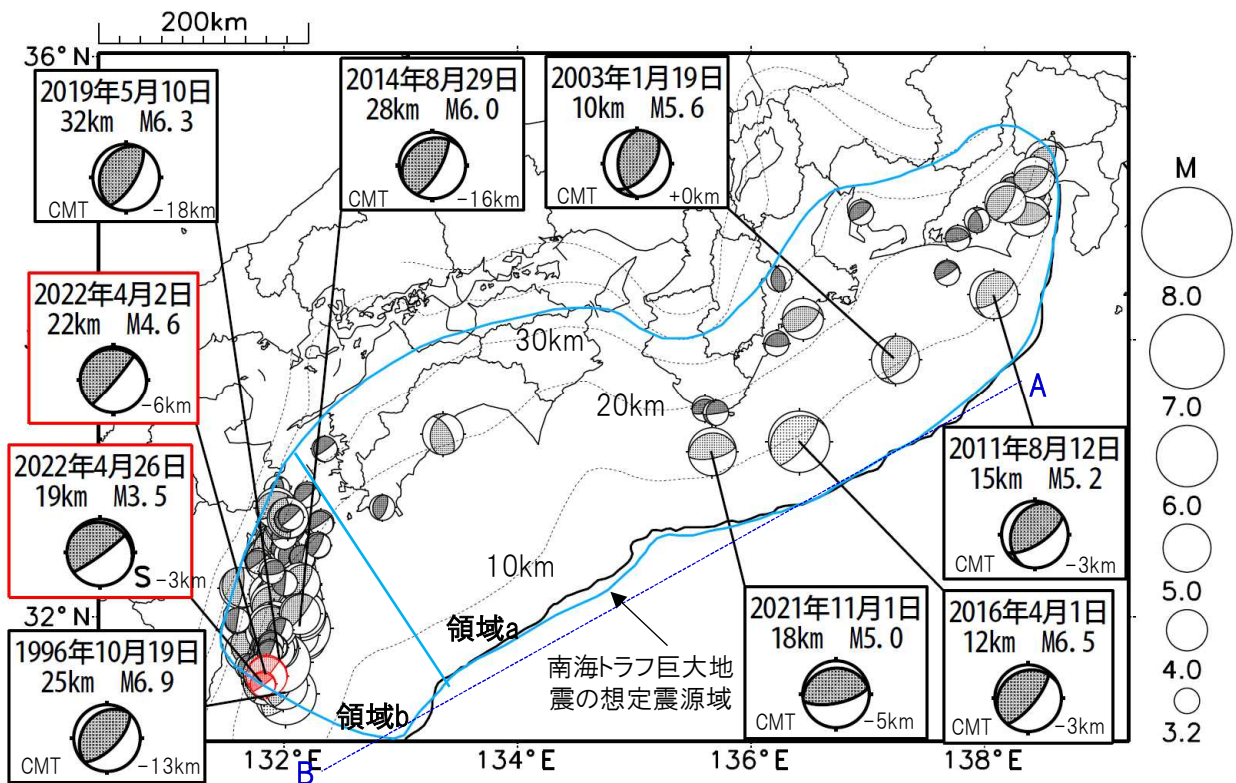 200km
36°N
2019年5月10日
32km M6.3
CMT
-18km
2014年8月29日
28km M6.0
CMT
-16km
2003年1月19日
10km M5.6
CMT
+0km
M
8.0
7.0
6.0
5.0
4.0
3.2
2022年4月2日
22km M4.6
-6km
30km
20km
10km
A
2022年4月26日
19km M3.5
S
-3km
2011年8月12日
15km M5.2
CMT
-3km
32°N
1996年10月19日
25km M6.9
CMT
-13km
領域a
領域b
南海トラフ巨大地
震の想定震源域
2021年11月1日
18km M5.0
CMT
-5km
2016年4月1日
12km M6.5
CMT
-3km
132°E
B
134°E
136°E
138°E